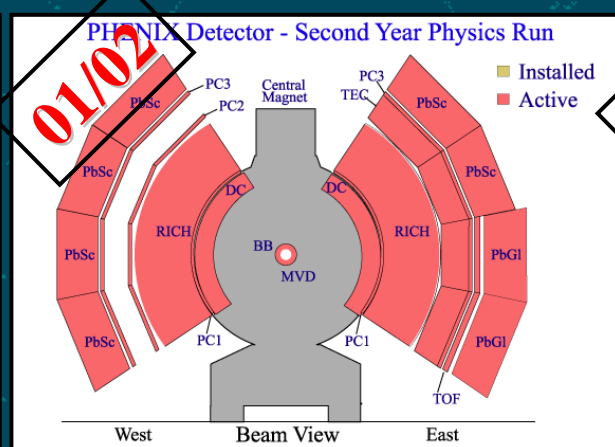 PHENIX Detector - Second Year Physics Run
01/02
Installed
Active
Central
Magnet
PC3
PC2
PbSc
PbSc
PbSc
PbSc
RICH
DC
PC1
BB
MVD
PC3
TEC
PbSc
PbSc
PbGl
PbGl
DC
RICH
PC1
TOF
West
Beam View
East